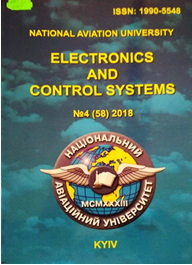 ISSN: 1990-5548
NATIONAL AVIATION UNIVERSITY
ELECTRONICS
AND
CONTROL SYSTEMS
№4 (58) 2018
НАЦІОНАЛЬНИЙ
MCMXXXIII
АВІАЦІЙНИЙ УНІВЕРСИТЕТ
KYIV